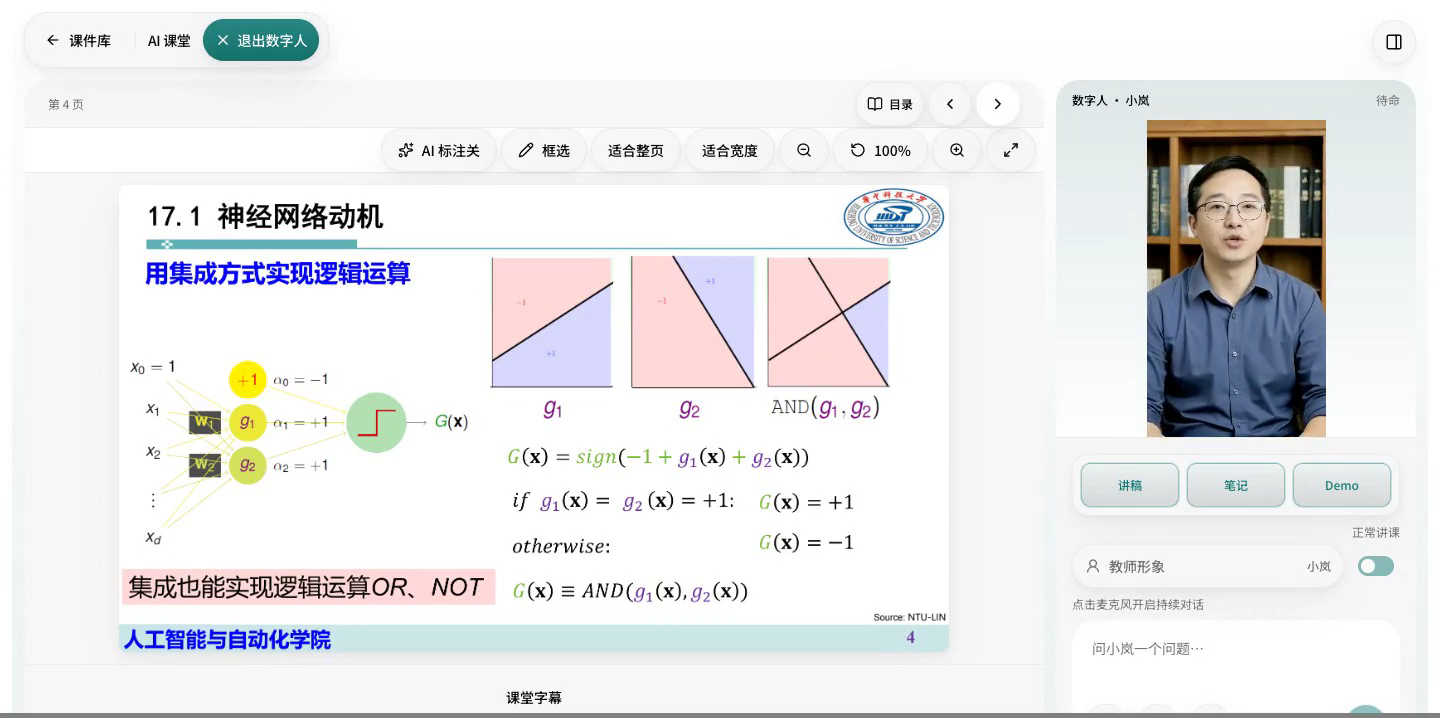 课件库
AI 课堂
退出数字人
第 4 页
目录
数字人 · 小岚
待命
AI 标注关
框选
适合整页
适合宽度
100%
17.1 神经网络动机
用集成方式实现逻辑运算
-1
+1
-1
+1
x₀ = 1
x₁
x₂
⋮
x_d
w₁
w₂
+1
g₁
g₂
α₀ = −1
α₁ = +1
α₂ = +1
G(x)
g₁
g₂
AND(g₁, g₂)
G(x) = sign(−1 + g₁(x) + g₂(x))
if g₁(x) = g₂(x) = +1: G(x) = +1
otherwise: G(x) = −1
G(x) ≡ AND(g₁(x), g₂(x))
集成也能实现逻辑运算OR、NOT
Source: NTU-LIN
人工智能与自动化学院
4
课堂字幕
讲稿
笔记
Demo
正常讲课
教师形象
小岚
点击麦克风开启持续对话
问小岚一个问题…